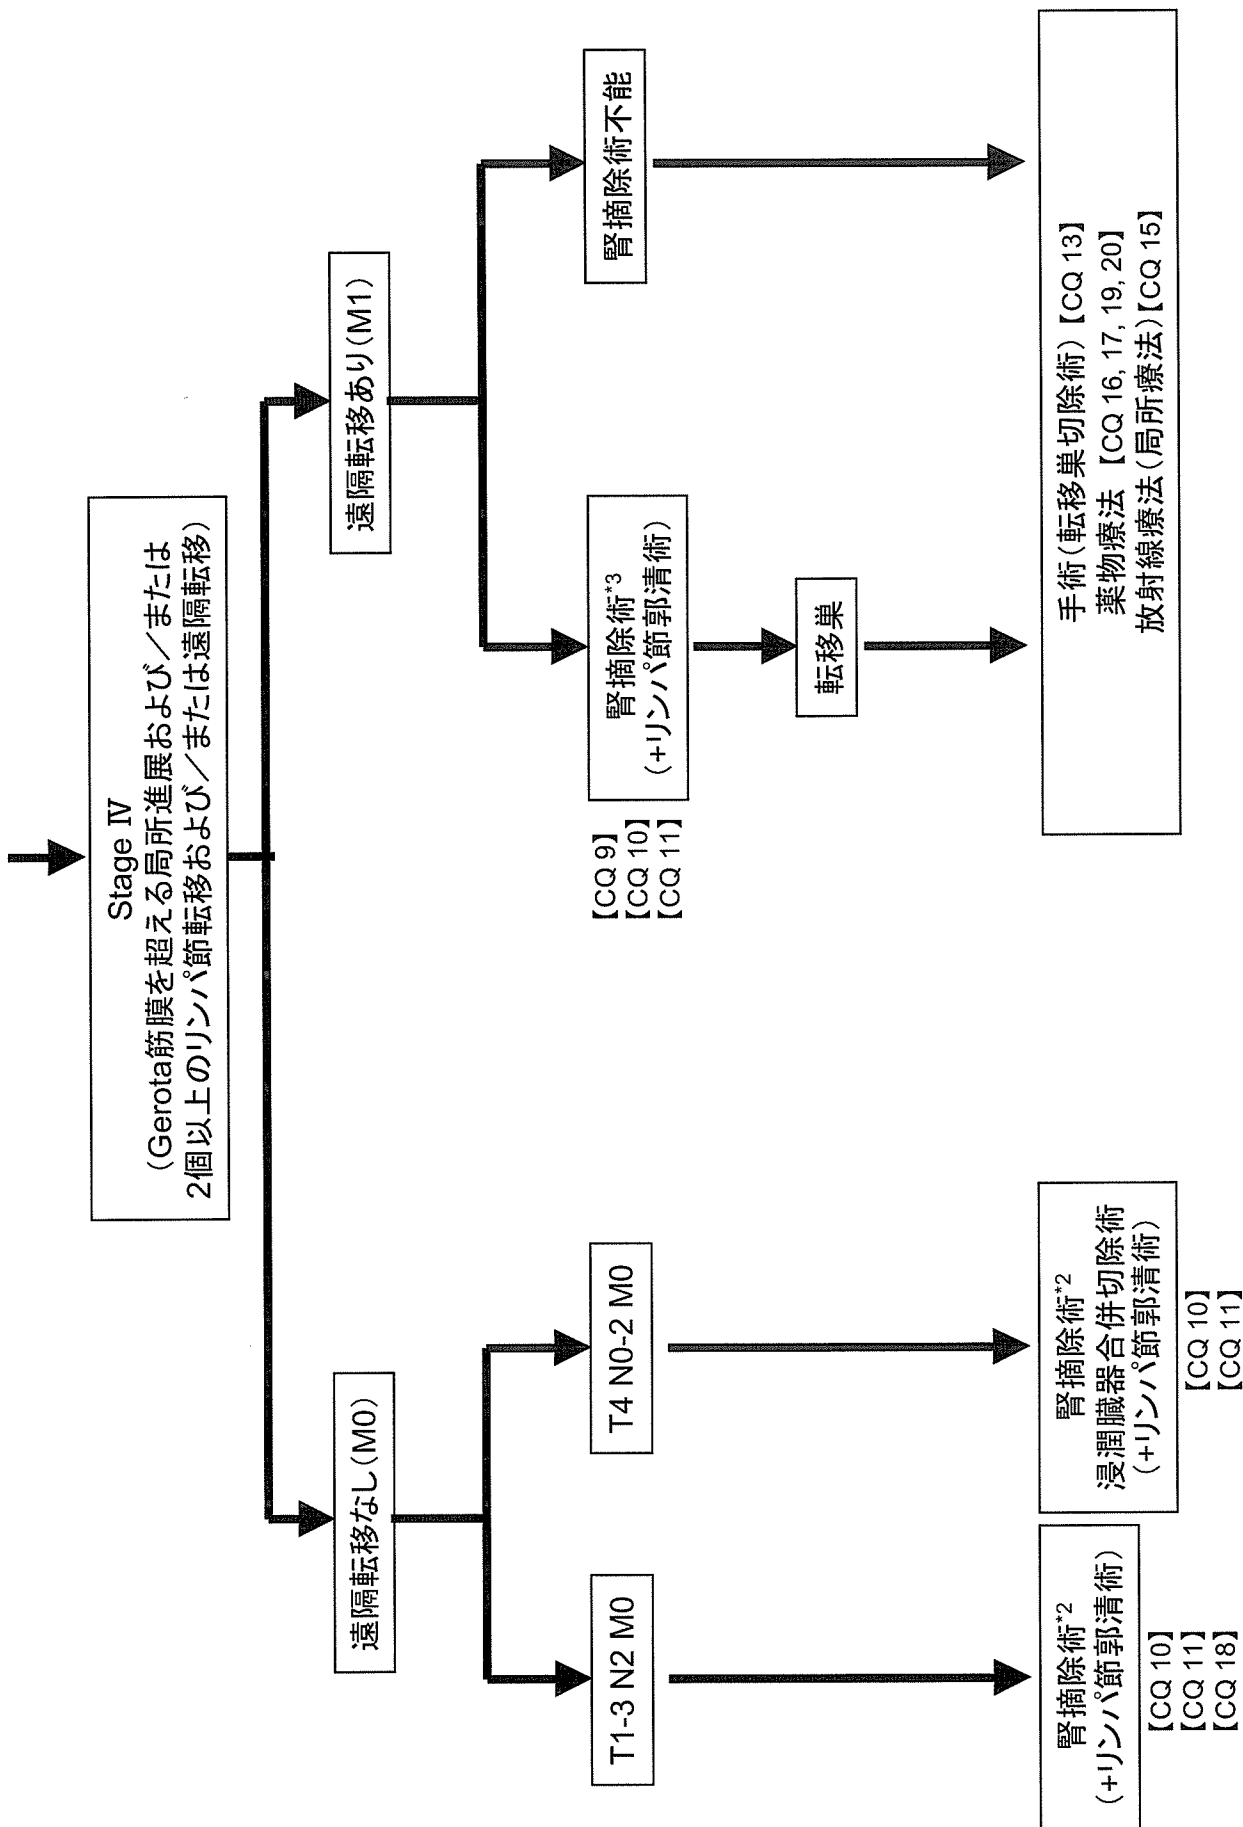 Stage Ⅳ
(Gerota筋膜を超える局所進展および／または
2個以上のリンパ節転移および／または遠隔転移)
遠隔転移なし(M0)
遠隔転移あり(M1)
T1-3 N2 M0
T4 N0-2 M0
【CQ 9】
【CQ 10】
【CQ 11】
腎摘除術*3
(+リンパ節郭清術)
腎摘除術不能
転移巣
腎摘除術*2
(+リンパ節郭清術)
【CQ 10】
【CQ 11】
【CQ 18】
腎摘除術*2
浸潤臓器合併切除術
(+リンパ節郭清術)
【CQ 10】
【CQ 11】
手術(転移巣切除術)【CQ 13】
薬物療法 【CQ 16, 17, 19, 20】
放射線療法(局所療法)【CQ 15】